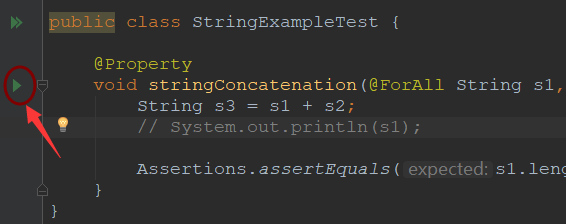 public class StringExampleTest {
@Property
void stringConcatenation(@ForAll String s1,
String s3 = s1 + s2;
// System.out.println(s1);
Assertions.assertEquals( expected: s1.leng
}
}